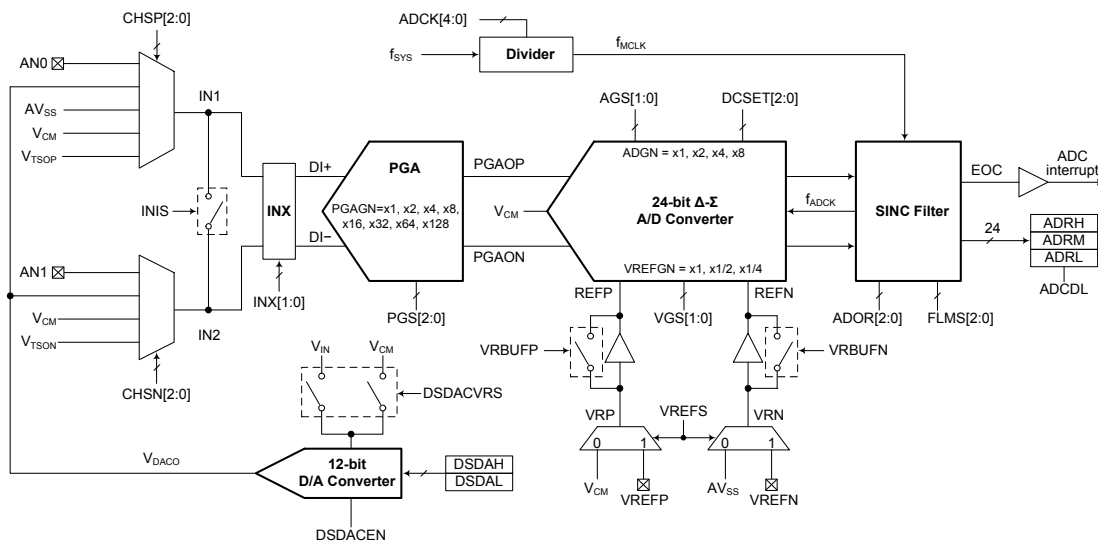 CHSP[2:0]
ADCK[4:0]
fSYS
Divider
fMCLK
AN0
AVSS
VCM
VTSOP
IN1
AGS[1:0]
DCSET[2:0]
INIS
INX
DI+
DI−
INX[1:0]
PGA
PGAGN=x1, x2, x4, x8,
x16, x32, x64, x128
PGS[2:0]
PGAOP
VCM
PGAON
ADGN = x1, x2, x4, x8
24-bit Δ-Σ
A/D Converter
VREFGN = x1, x1/2, x1/4
fADCK
SINC Filter
EOC
ADC
interrupt
24
ADRH
ADRM
ADRL
ADCDL
AN1
VCM
VTSON
IN2
CHSN[2:0]
REFP
VGS[1:0]
REFN
ADOR[2:0]
FLMS[2:0]
VRBUFP
VRBUFN
VIN
VCM
DSDACVRS
VRP
VREFS
VRN
0
1
0
1
VCM
VREFP
AVSS
VREFN
VDACO
12-bit
D/A Converter
DSDAH
DSDAL
DSDACEN